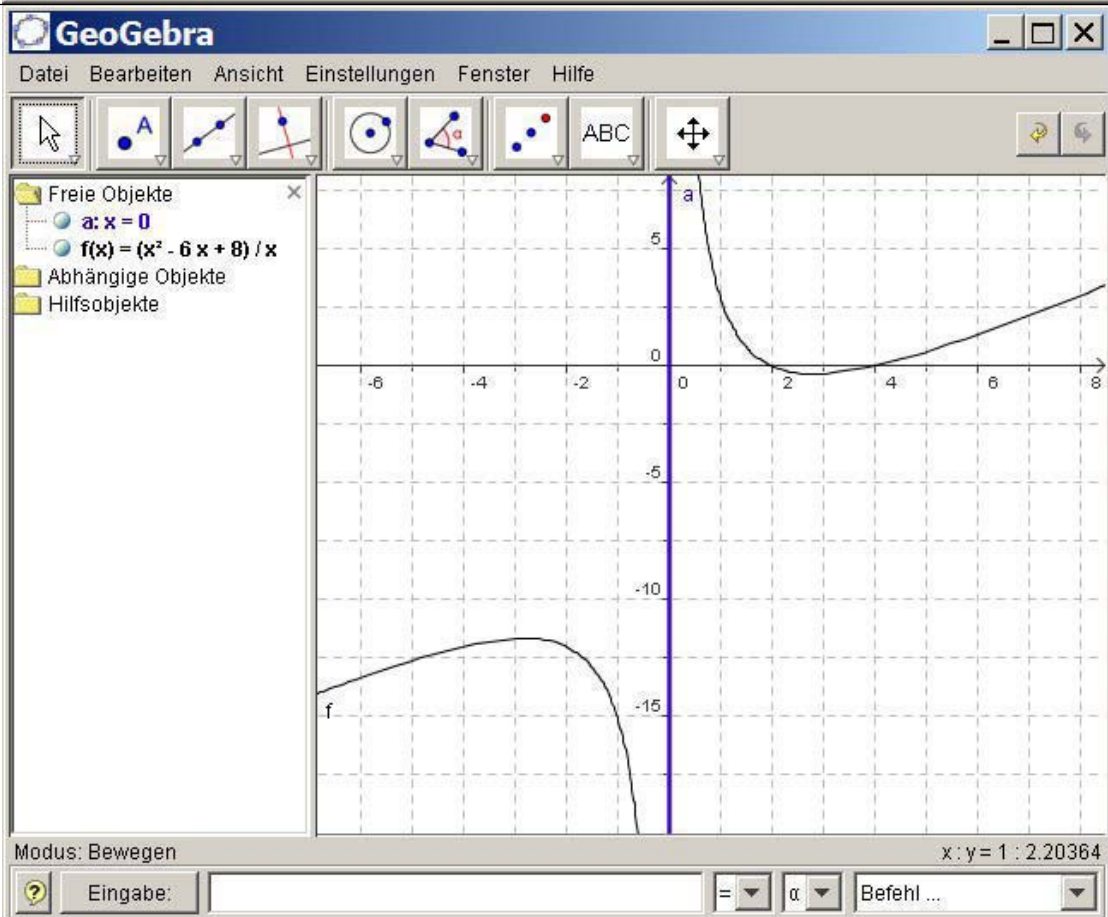 GeoGebra
Datei Bearbeiten Ansicht Einstellungen Fenster Hilfe
A
α
ABC
Freie Objekte
a: x = 0
f(x) = (x² - 6 x + 8) / x
Abhängige Objekte
Hilfsobjekte
a
5
0
-6 -4 -2 0 2 4 6 8
-5
-10
-15
f
Modus: Bewegen
x : y = 1 : 2.20364
Eingabe: = α Befehl ...